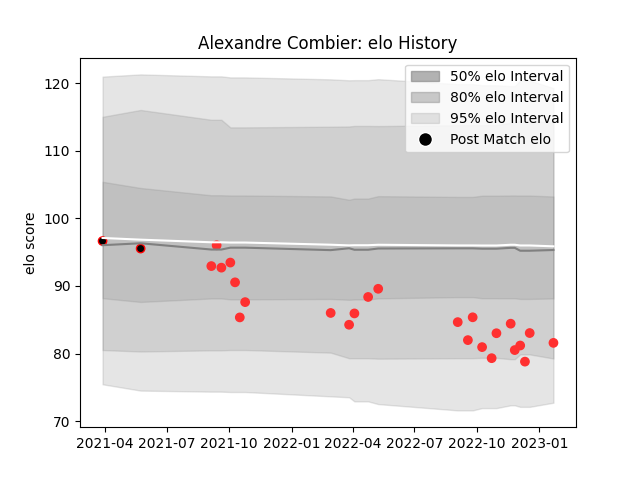 Alexandre Combier: elo History
50% elo Interval
80% elo Interval
95% elo Interval
Post Match elo
elo score
120
110
100
90
80
70
2021-04 2021-07 2021-10 2022-01 2022-04 2022-07 2022-10 2023-01